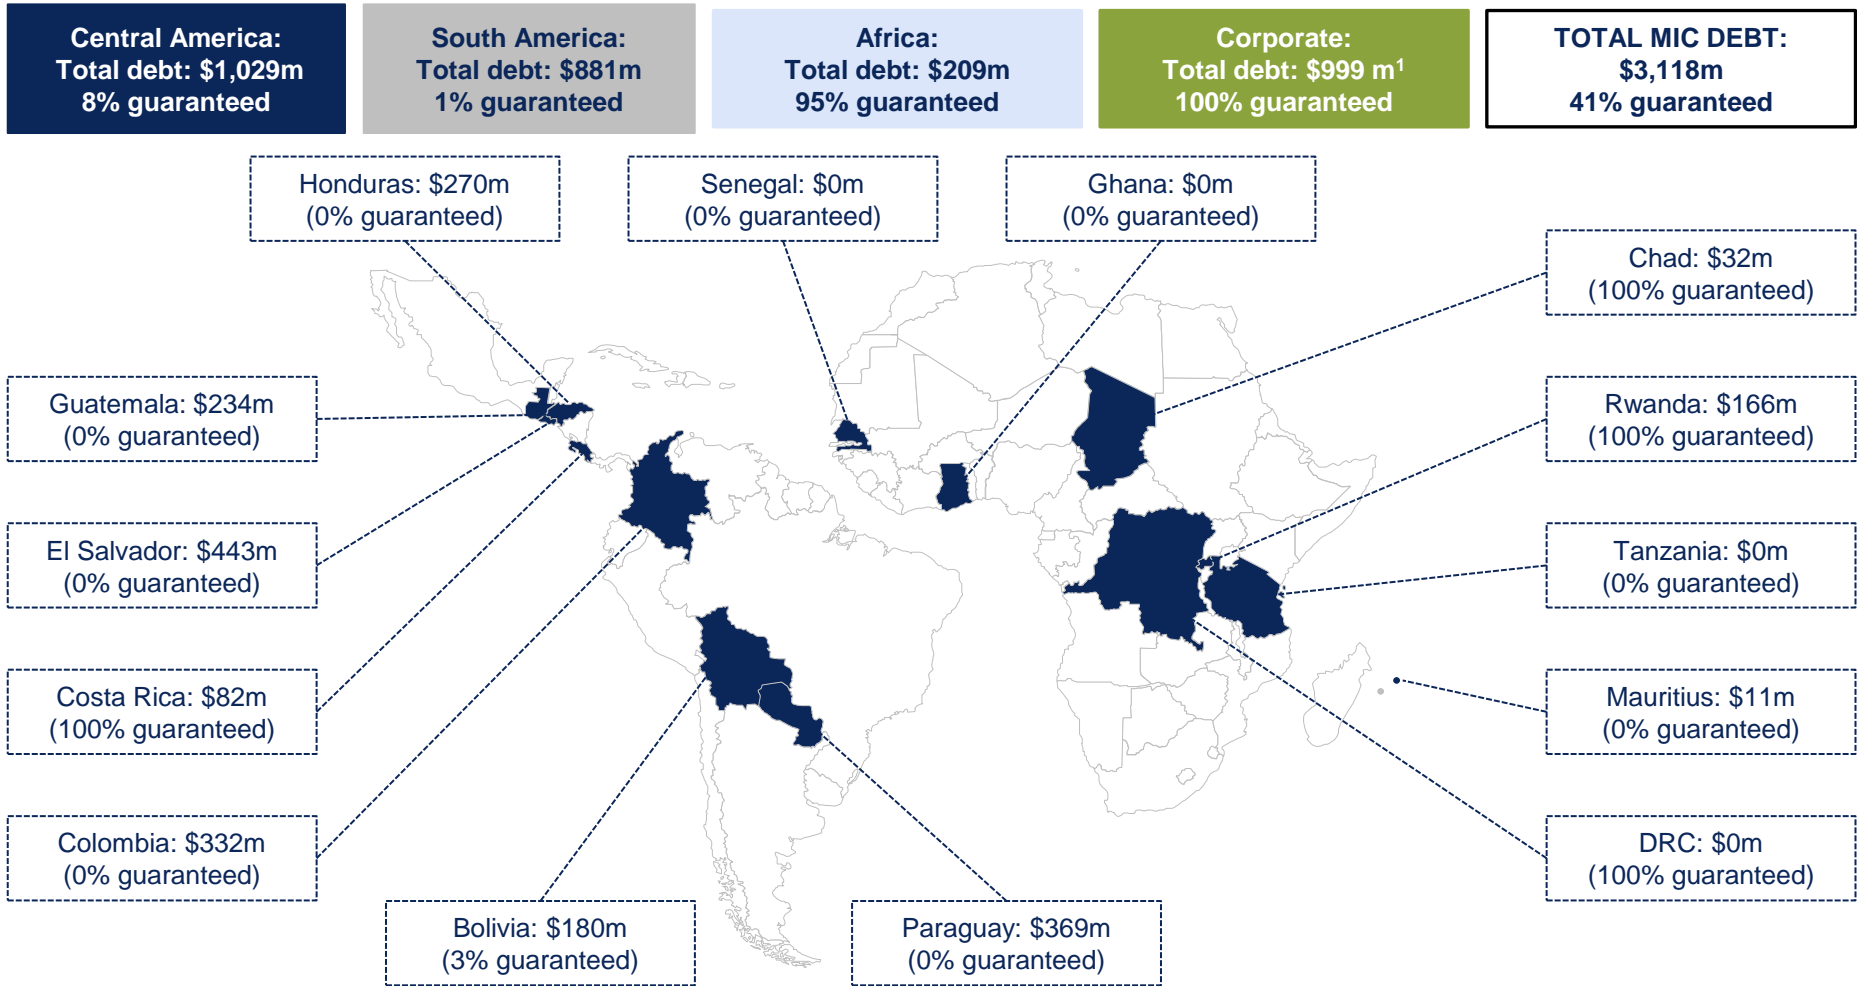 Central America:
Total debt: $1,029m
8% guaranteed
South America:
Total debt: $881m
1% guaranteed
Africa:
Total debt: $209m
95% guaranteed
Corporate:
Total debt: $999 m¹
100% guaranteed
TOTAL MIC DEBT:
$3,118m
41% guaranteed
Honduras: $270m
(0% guaranteed)
Senegal: $0m
(0% guaranteed)
Ghana: $0m
(0% guaranteed)
Chad: $32m
(100% guaranteed)
Guatemala: $234m
(0% guaranteed)
Rwanda: $166m
(100% guaranteed)
El Salvador: $443m
(0% guaranteed)
Tanzania: $0m
(0% guaranteed)
Costa Rica: $82m
(100% guaranteed)
Mauritius: $11m
(0% guaranteed)
Colombia: $332m
(0% guaranteed)
DRC: $0m
(100% guaranteed)
Bolivia: $180m
(3% guaranteed)
Paraguay: $369m
(0% guaranteed)